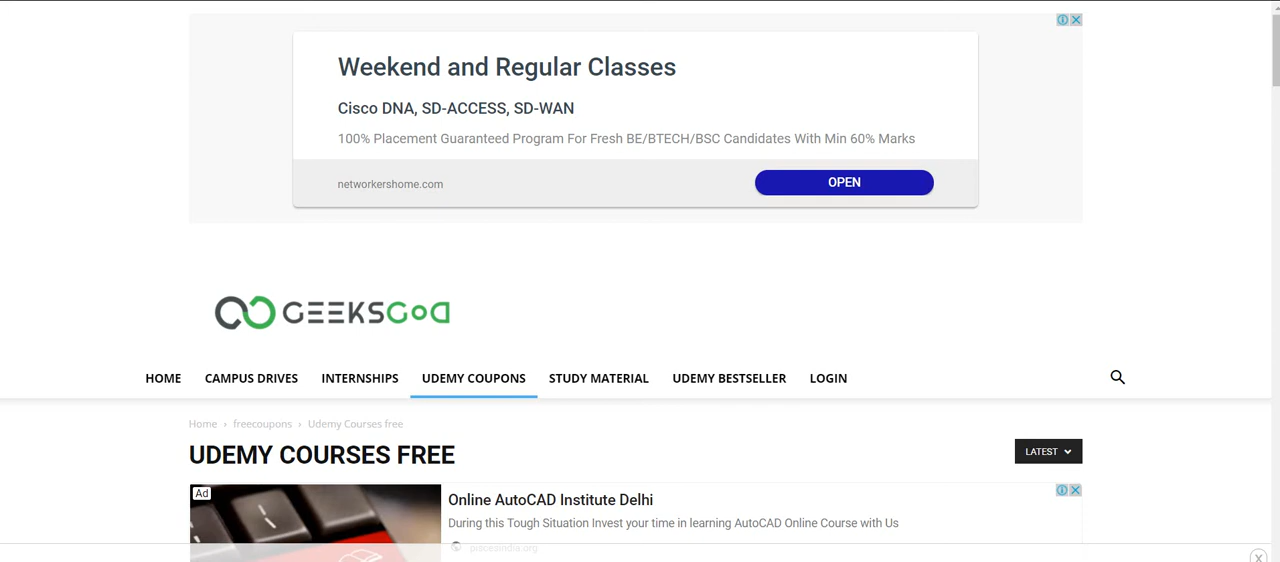 Weekend and Regular Classes
Cisco DNA, SD-ACCESS, SD-WAN
100% Placement Guaranteed Program For Fresh BE/BTECH/BSC Candidates With Min 60% Marks
networkershome.com
OPEN
GEEKSGOD
HOME CAMPUS DRIVES INTERNSHIPS UDEMY COUPONS STUDY MATERIAL UDEMY BESTSELLER LOGIN
Home › freecoupons › Udemy Courses free
UDEMY COURSES FREE
LATEST
Ad
Online AutoCAD Institute Delhi
During this Tough Situation Invest your time in learning AutoCAD Online Course with Us
placesindia.org
X